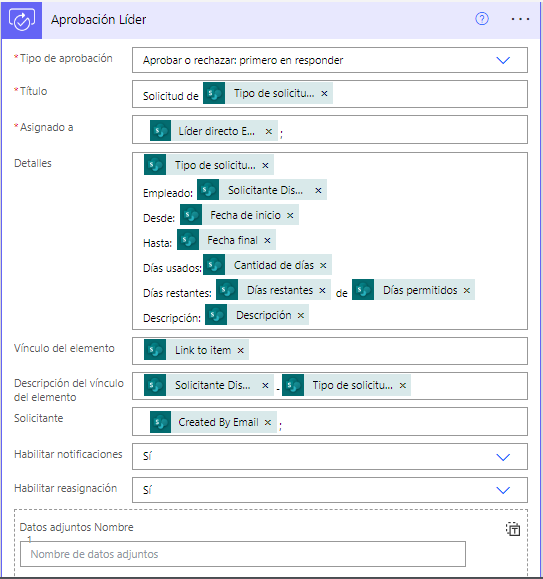 Aprobación Líder
* Tipo de aprobación Aprobar o rechazar: primero en responder
* Título Solicitud de Tipo de solicitu... ×
* Asignado a Líder directo E... × ;
Detalles Tipo de solicitu... ×
Empleado: Solicitante Dis... ×
Desde: Fecha de inicio ×
Hasta: Fecha final ×
Días usados: Cantidad de días ×
Días restantes: Días restantes × de Días permitidos ×
Descripción: Descripción ×
Vínculo del elemento Link to item ×
Descripción del vínculo
del elemento Solicitante Dis... × - Tipo de solicitu... ×
Solicitante Created By Email × ;
Habilitar notificaciones Sí
Habilitar reasignación Sí
Datos adjuntos Nombre
1
Nombre de datos adjuntos